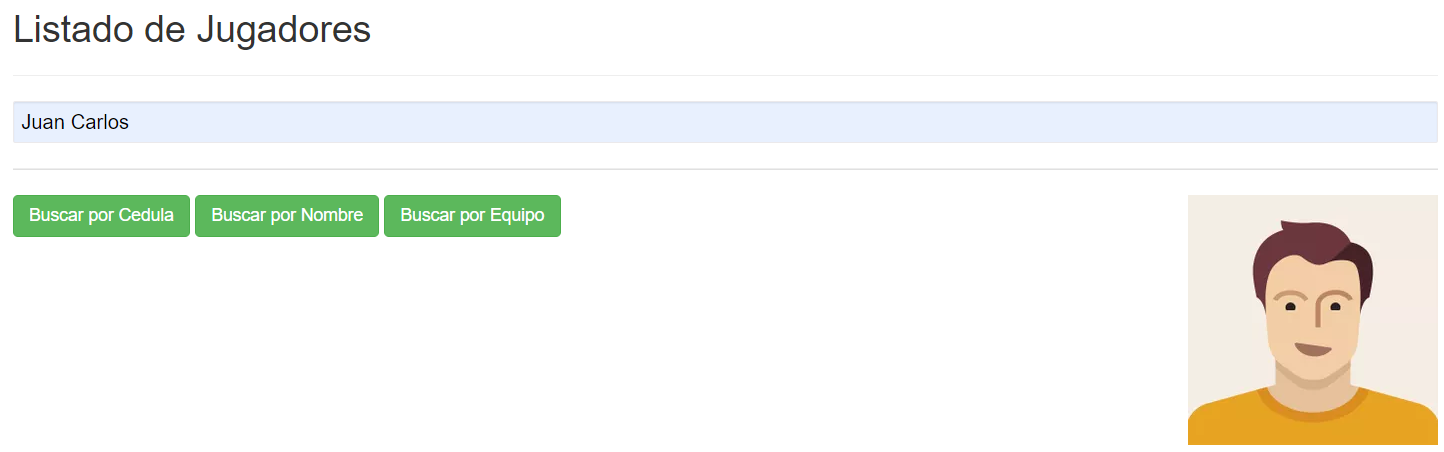 Listado de Jugadores
Juan Carlos
Buscar por Cedula Buscar por Nombre Buscar por Equipo